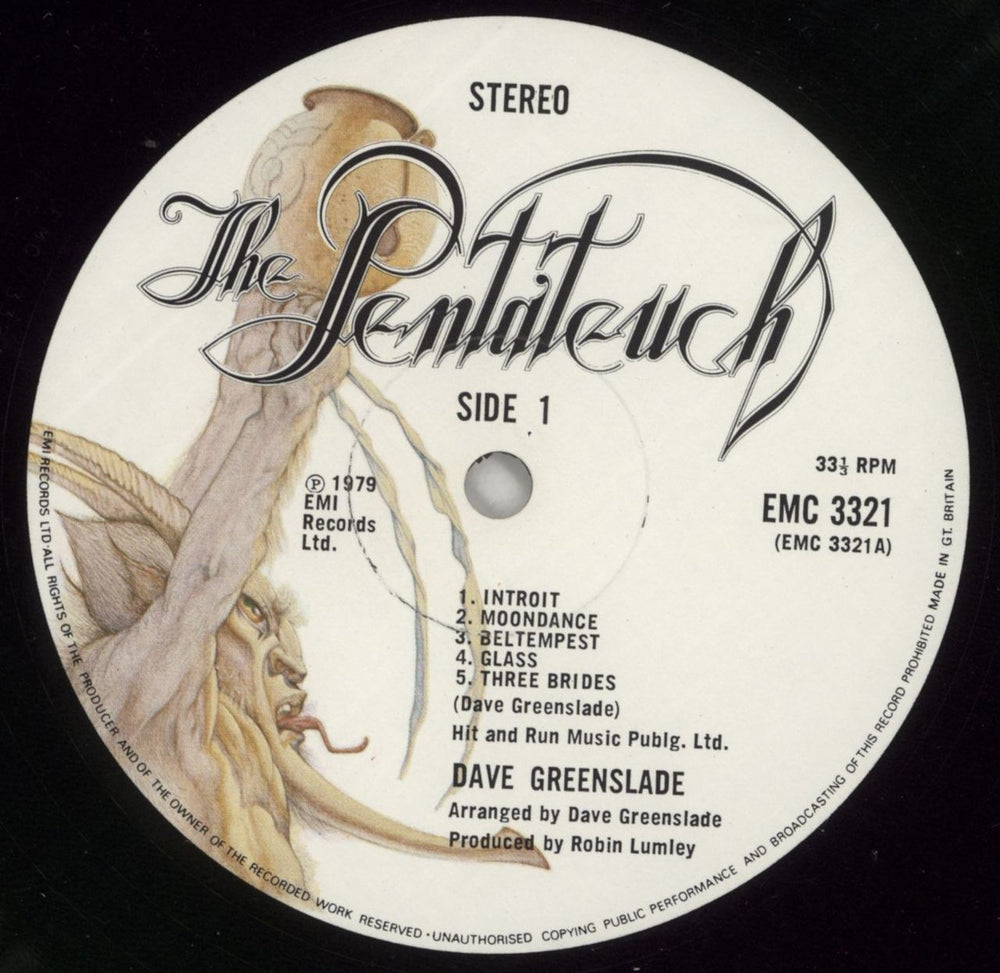 STEREO
The Pentateuch
SIDE 1
33⅓ RPM
EMC 3321
(EMC 3321A)
Ⓟ 1979
EMI
Records
Ltd.
1. INTROIT
2. MOONDANCE
3. BELTEMPEST
4. GLASS
5. THREE BRIDES
(Dave Greenslade)
Hit and Run Music Publg. Ltd.
DAVE GREENSLADE
Arranged by Dave Greenslade
Produced by Robin Lumley
EMI RECORDS LTD·ALL RIGHTS OF THE PRODUCER AND OF THE OWNER OF THE RECORDED WORK RESERVED·UNAUTHORISED COPYING PUBLIC PERFORMANCE AND BROADCASTING OF THIS RECORD PROHIBITED MADE IN GT. BRITAIN